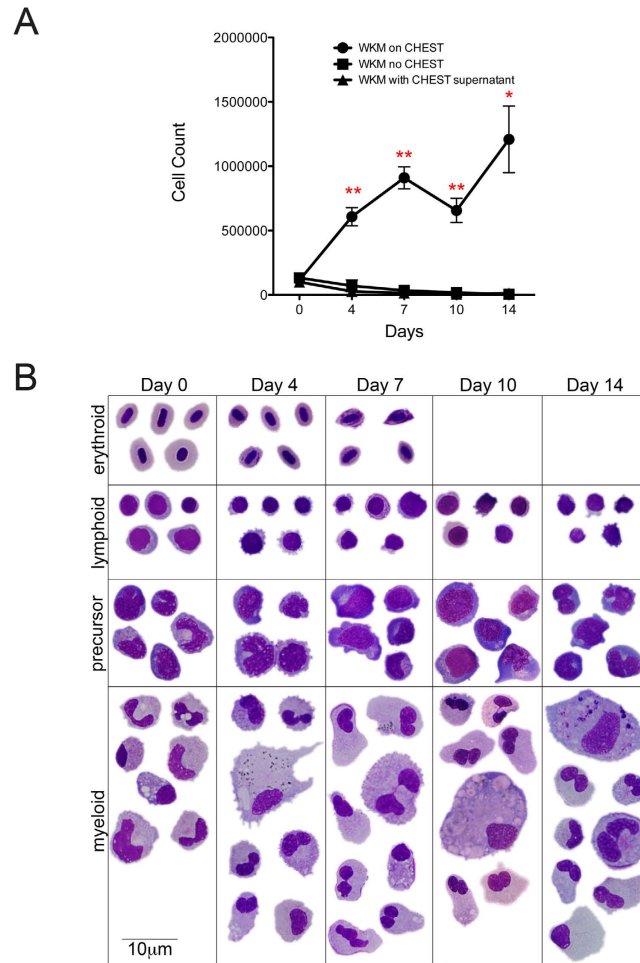 A
2000000
WKM on CHEST
WKM no CHEST
WKM with CHEST supernatant
1500000
1000000
500000
0
Cell Count
** ** ** *
0 4 7 10 14
Days
B
Day 0 Day 4 Day 7 Day 10 Day 14
erythroid
lymphoid
precursor
myeloid
10μm